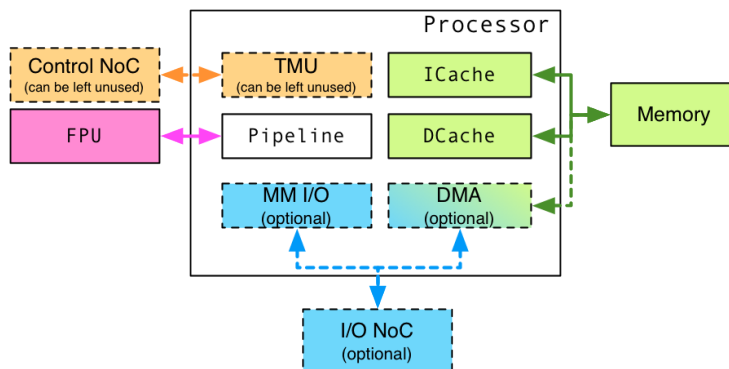 Processor
Control NoC
(can be left unused)
TMU
(can be left unused)
ICache
Memory
FPU
Pipeline
DCache
MM I/O
(optional)
DMA
(optional)
I/O NoC
(optional)